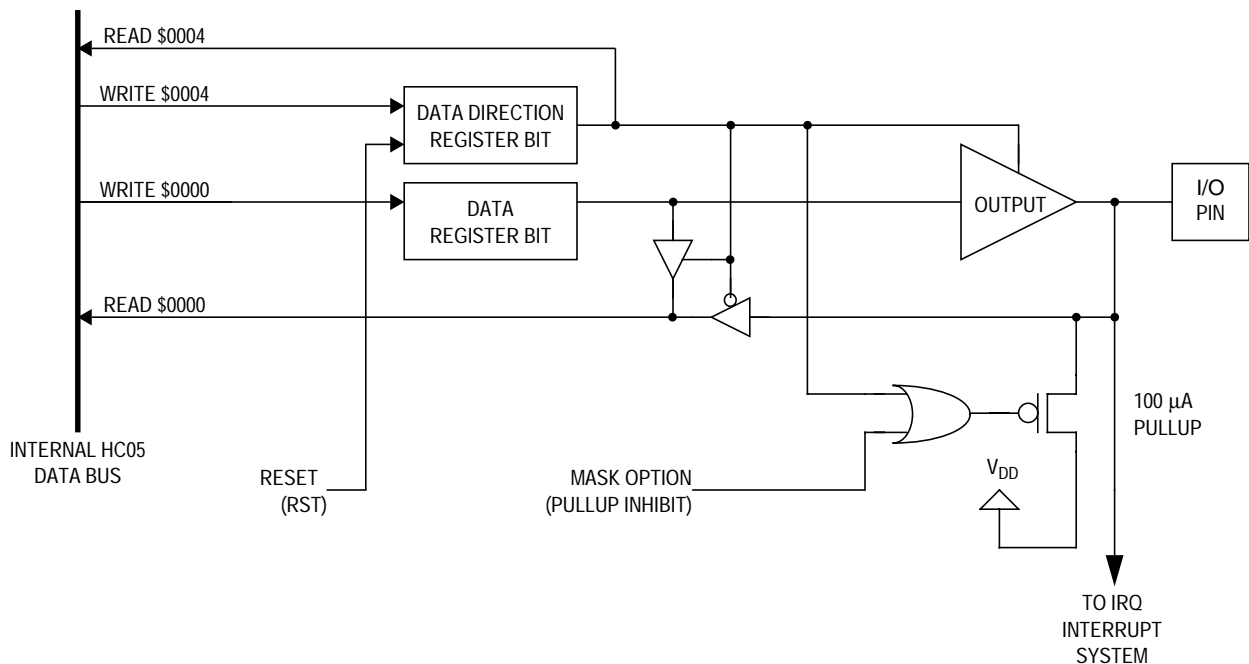 READ $0004
WRITE $0004
DATA DIRECTION
REGISTER BIT
WRITE $0000
DATA
REGISTER BIT
OUTPUT
I/O
PIN
READ $0000
100 µA
PULLUP
INTERNAL HC05
DATA BUS
RESET
(RST)
MASK OPTION
(PULLUP INHIBIT)
VDD
TO IRQ
INTERRUPT
SYSTEM